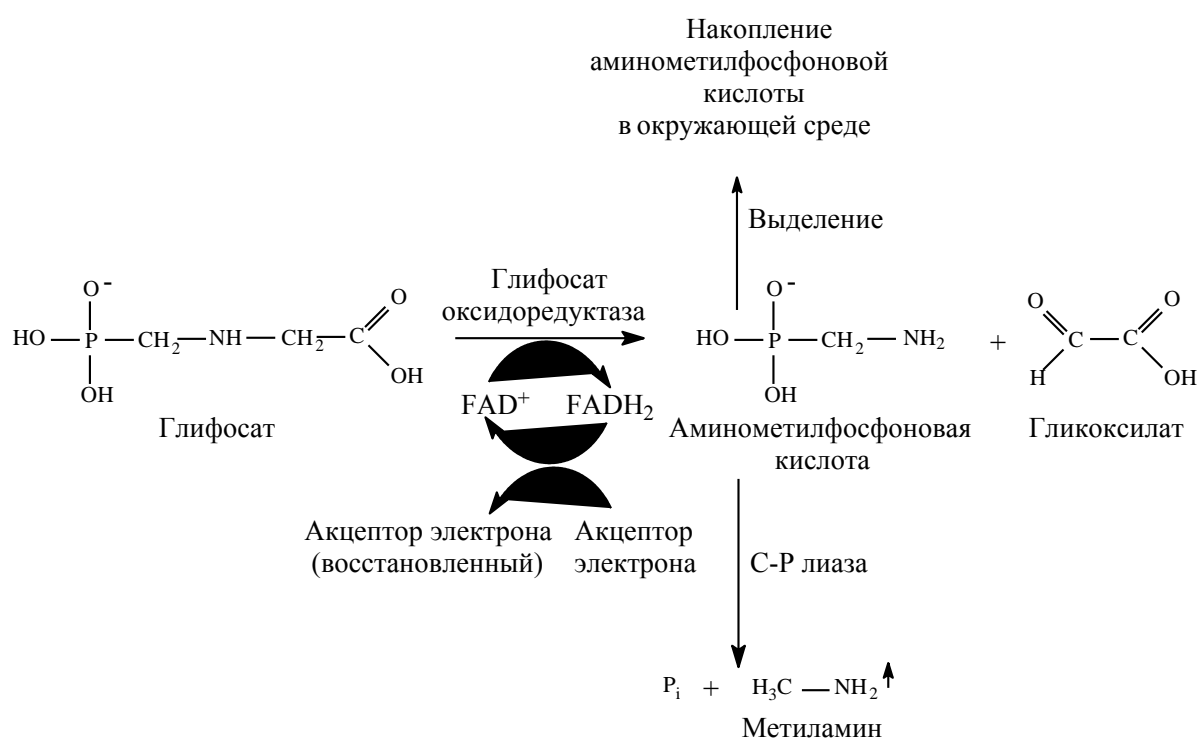 Накопление
аминометилфосфоновой
кислоты
в окружающей среде
Выделение
Глифосат
оксидоредуктаза
O⁻
HO — P — CH₂ — NH — CH₂ — C
O
OH
OH
Глифосат
FAD⁺ FADH₂
O⁻
HO — P — CH₂ — NH₂
OH
Аминометилфосфоновая
кислота
+
O
O
C — C
H
OH
Гликоксилат
Акцептор электрона
(восстановленный)
Акцептор
электрона
С-Р лиаза
Pᵢ + H₃C — NH₂
Метиламин